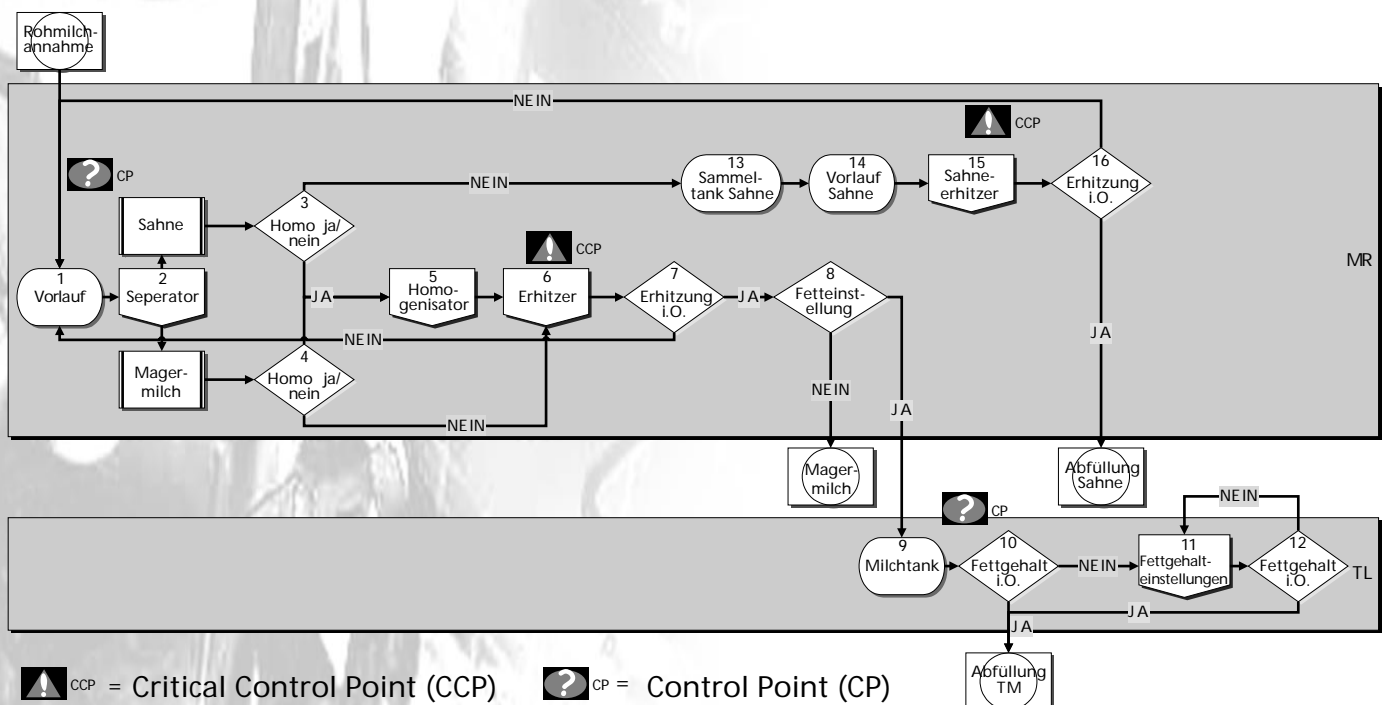 Rohmilch-
annahme
NEIN
CCP
CP
13
Sammel-
tank Sahne
14
Vorlauf
Sahne
15
Sahne-
erhitzer
16
Erhitzung
i.O.
NEIN
Sahne
3
Homo ja/
nein
CCP
MR
1
Vorlauf
2
Seperator
JA
5
Homo-
genisator
6
Erhitzer
7
Erhitzung
i.O.
JA
8
Fetteinst-
ellung
NEIN
JA
Mager-
milch
4
Homo ja/
nein
NEIN
JA
NEIN
Mager-
milch
Abfüllung
Sahne
NEIN
CP
9
Milchtank
10
Fettgehalt
i.O.
NEIN
11
Fettgehalt-
einstellungen
12
Fettgehalt
i.O.
TL
JA
JA
Abfüllung
TM
CCP = Critical Control Point (CCP)
CP = Control Point (CP)